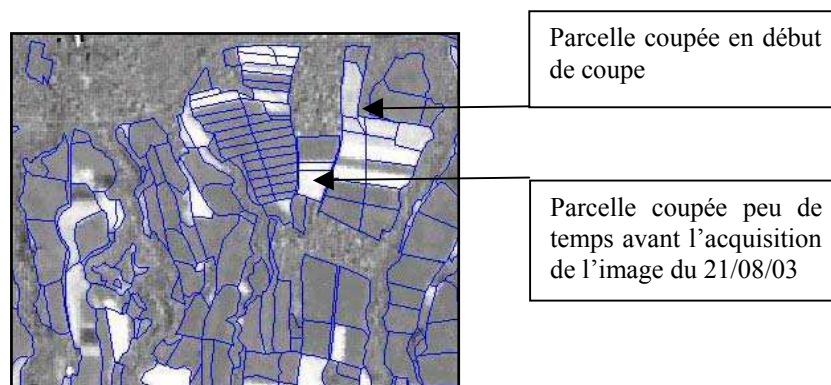 Parcelle coupée en début
de coupe
Parcelle coupée peu de
temps avant l'acquisition
de l'image du 21/08/03